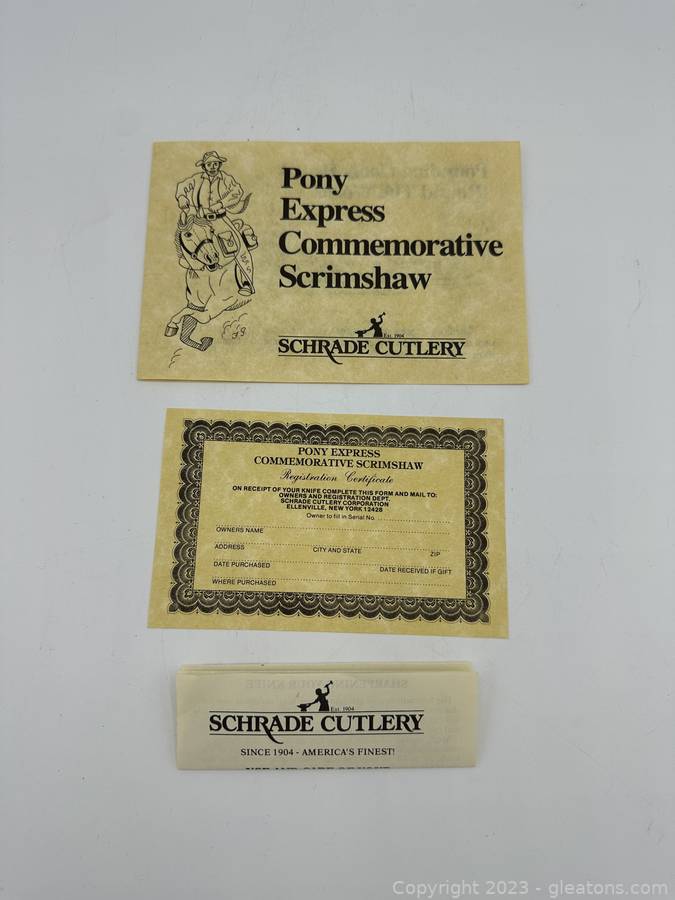 Pony
Express
Commemorative
Scrimshaw
Est. 1904
SCHRADE CUTLERY
PONY EXPRESS
COMMEMORATIVE SCRIMSHAW
Registration Certificate
ON RECEIPT OF YOUR KNIFE COMPLETE THIS FORM AND MAIL TO:
OWNERS AND REGISTRATION DEPT.
SCHRADE CUTLERY CORPORATION
ELLENVILLE, NEW YORK 12428
Owner to fill in Serial No.
OWNERS NAME
ADDRESS CITY AND STATE ZIP
DATE PURCHASED DATE RECEIVED IF GIFT
WHERE PURCHASED
SHARPENING YOUR KNIFE
Est. 1904
SCHRADE CUTLERY
SINCE 1904 - AMERICA'S FINEST!
Copyright 2023 - gleatons.com